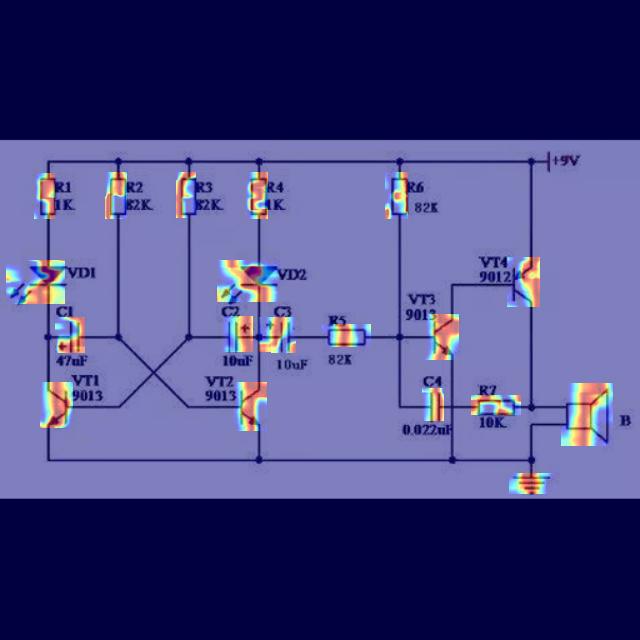 +9V
R1
1K
R2
82K
R3
82K
R4
1K
R6
82K
VD1
VD2
VT4
9012
VT3
9013
C1
47uF
C2
10uF
C3
10uF
R5
82K
VT1
9013
VT2
9013
C4
0.022uF
R7
10K
B